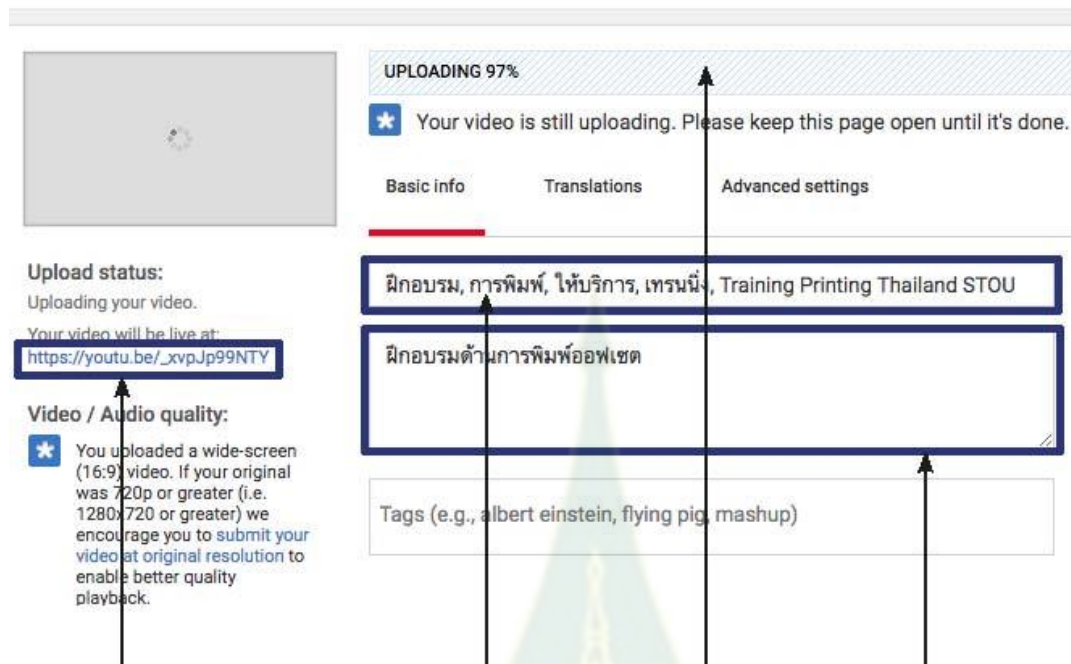 UPLOADING 97%
Your video is still uploading. Please keep this page open until it's done.
Basic info
Translations
Advanced settings
Upload status:
Uploading your video.
Your video will be live at:
https://youtu.be/_xvpJp99NTY
Video / Audio quality:
You uploaded a wide-screen
(16:9) video. If your original
was 720p or greater (i.e.
1280x720 or greater) we
encourage you to submit your
video at original resolution to
enable better quality
playback.
ฝึกอบรม, การพิมพ์, ให้บริการ, เทรนนิ่ง, Training Printing Thailand STOU
ฝึกอบรมด้านการพิมพ์ออฟเซต
Tags (e.g., albert einstein, flying pig, mashup)